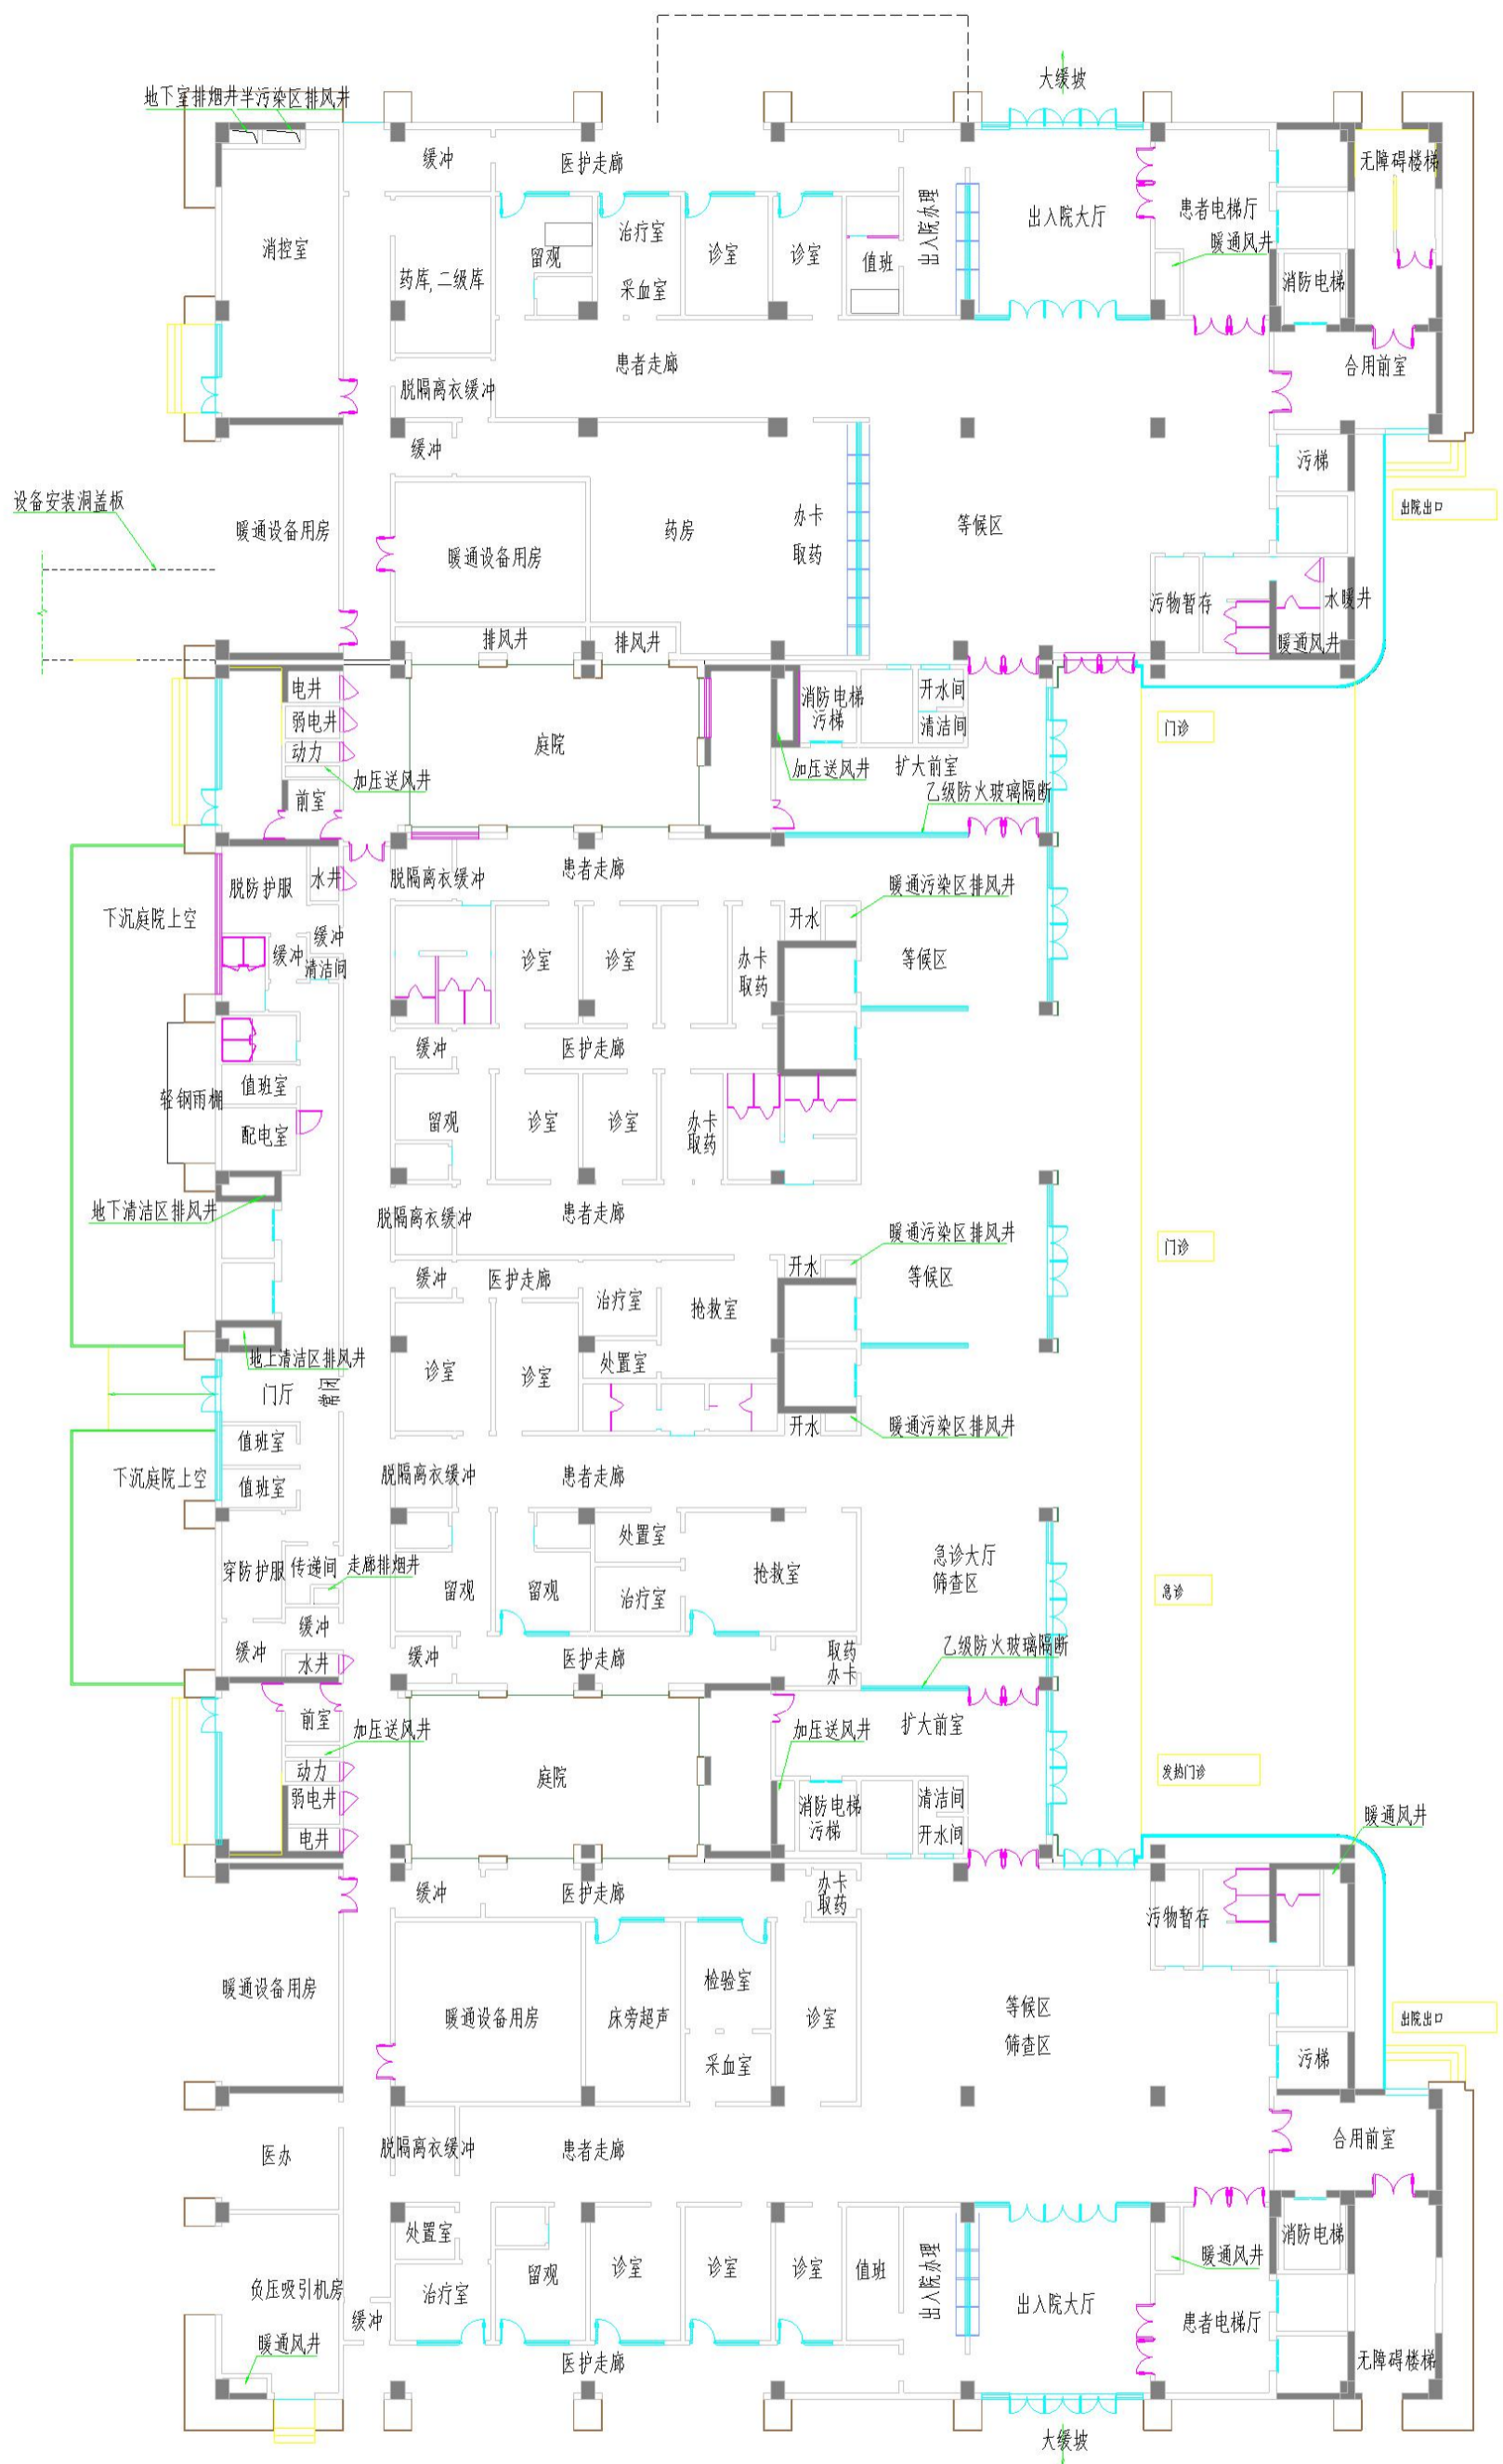 大缓坡
地下室排烟井
半污染区排风井
缓冲
医护走廊
无障碍楼梯
消控室
药库,二级库
留观
治疗室
采血室
诊室
诊室
值班
出入院办理
出入院大厅
患者电梯厅
暖通风井
消防电梯
患者走廊
合用前室
脱隔离衣缓冲
缓冲
污梯
设备安装洞盖板
出院出口
暖通设备用房
暖通设备用房
药房
办卡
取药
等候区
污物暂存
水暖井
暖通风井
排风井
排风井
电井
弱电井
动力
加压送风井
前室
庭院
消防电梯
污梯
开水间
清洁间
加压送风井
扩大前室
乙级防火玻璃隔断
门诊
脱防护服
水井
脱隔离衣缓冲
患者走廊
暖通污染区排风井
下沉庭院上空
缓冲
缓冲
清洁间
诊室
诊室
办卡
取药
开水
等候区
缓冲
医护走廊
轻钢雨棚
值班室
配电室
留观
诊室
诊室
办卡
取药
地下清洁区排风井
脱隔离衣缓冲
患者走廊
暖通污染区排风井
门诊
缓冲
医护走廊
开水
等候区
治疗室
抢救室
地上清洁区排风井
诊室
诊室
处置室
门厅
常闭
开水
暖通污染区排风井
值班室
值班室
下沉庭院上空
脱隔离衣缓冲
患者走廊
处置室
急诊大厅
筛查区
穿防护服
传递间
走廊排烟井
留观
留观
治疗室
抢救室
急诊
缓冲
缓冲
缓冲
医护走廊
取药
办卡
乙级防火玻璃隔断
水井
前室
加压送风井
动力
弱电井
电井
庭院
加压送风井
扩大前室
发热门诊
消防电梯
污梯
清洁间
开水间
暖通风井
缓冲
医护走廊
办卡
取药
污物暂存
暖通设备用房
暖通设备用房
床旁超声
检验室
采血室
诊室
等候区
筛查区
出院出口
污梯
医办
脱隔离衣缓冲
患者走廊
合用前室
处置室
消防电梯
负压吸引机房
治疗室
留观
诊室
诊室
诊室
值班
出入院办理
出入院大厅
暖通风井
患者电梯厅
缓冲
暖通风井
医护走廊
无障碍楼梯
大缓坡